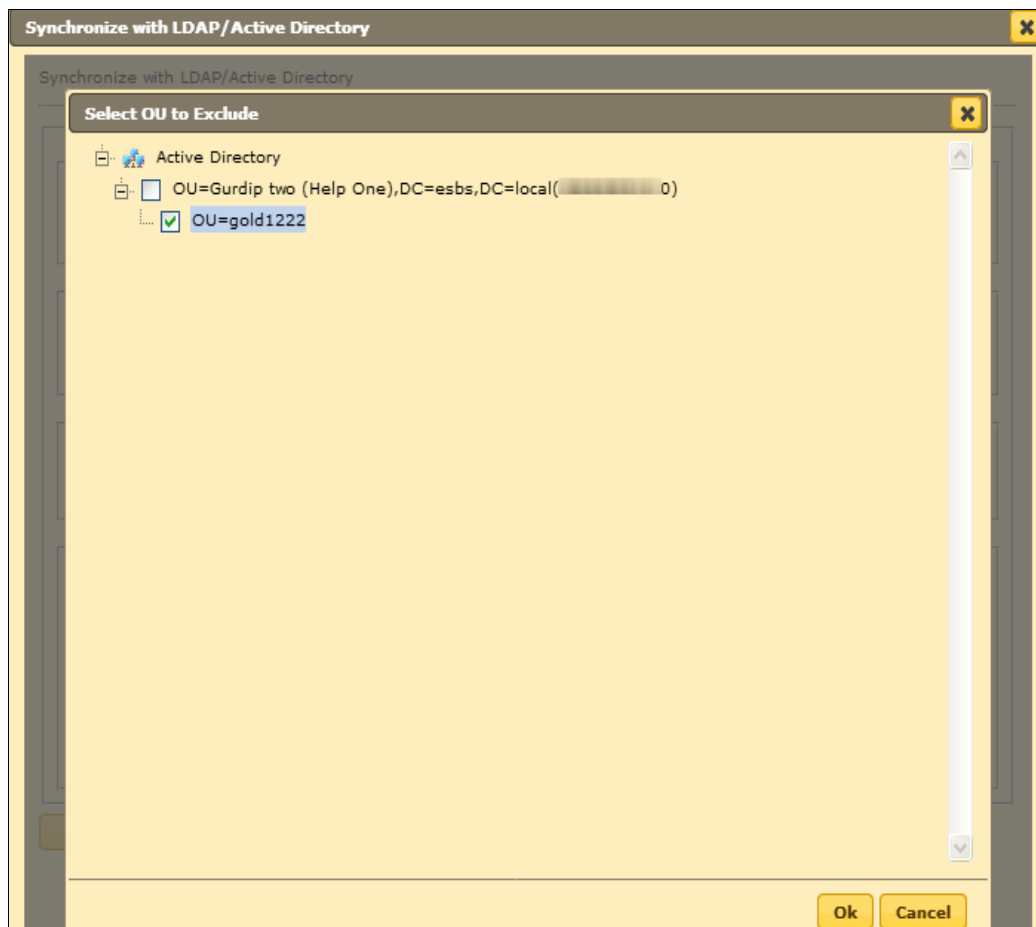 Synchronize with LDAP/Active Directory
Synchronize with LDAP/Active Directory
Select OU to Exclude
Active Directory
OU=Gurdip two (Help One),DC=esbs,DC=local( 0)
OU=gold1222
Ok Cancel